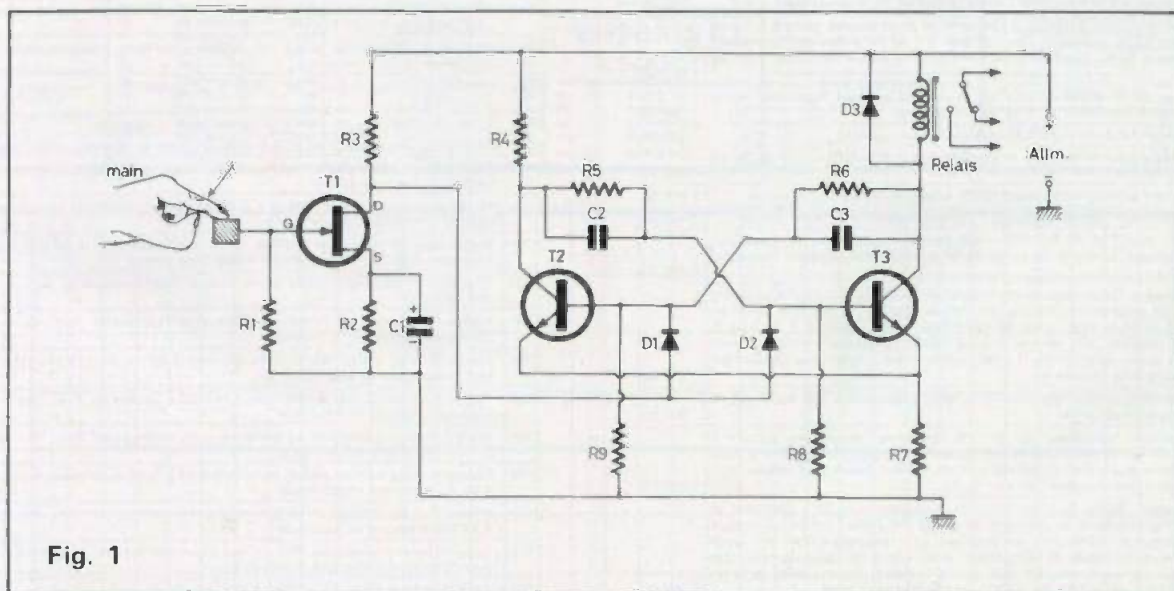 main
T1
G
D
S
R1
R2
C1
+
-
R3
R4
R5
C2
T2
D1
D2
R9
R8
R7
R6
C3
T3
D3
Relais
+
-
Alim.
Fig. 1